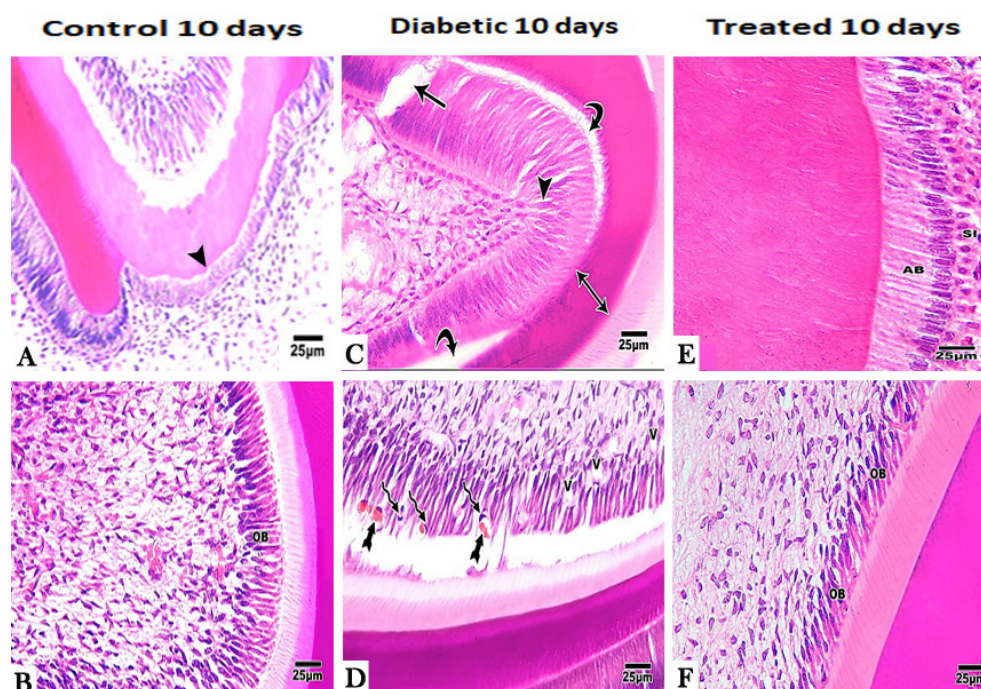 Control 10 days
Diabetic 10 days
Treated 10 days
A
25µm
C
25µm
SI
AB
E
25µm
OB
B
25µm
V
V
V
D
25µm
OB
OB
F
25µm